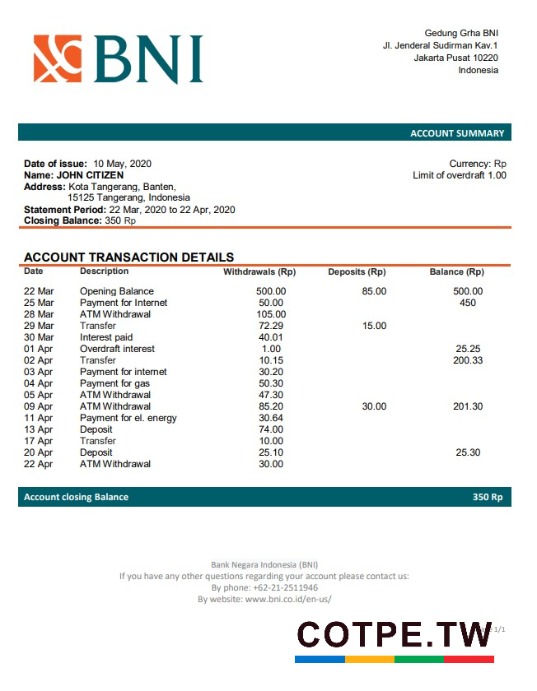 BNI
Gedung Grha BNI
Jl. Jenderal Sudirman Kav.1
Jakarta Pusat 10220
Indonesia
ACCOUNT SUMMARY
Date of issue: 10 May, 2020
Name: JOHN CITIZEN
Address: Kota Tangerang, Banten,
15125 Tangerang, Indonesia
Statement Period: 22 Mar, 2020 to 22 Apr, 2020
Closing Balance: 350 Rp
Currency: Rp
Limit of overdraft 1.00
ACCOUNT TRANSACTION DETAILS
Date Description Withdrawals (Rp) Deposits (Rp) Balance (Rp)
22 Mar Opening Balance 500.00 85.00 500.00
25 Mar Payment for Internet 50.00 450
28 Mar ATM Withdrawal 105.00
29 Mar Transfer 72.29 15.00
30 Mar Interest paid 40.01
01 Apr Overdraft interest 1.00 25.25
02 Apr Transfer 10.15 200.33
03 Apr Payment for internet 30.20
04 Apr Payment for gas 50.30
05 Apr ATM Withdrawal 47.30
09 Apr ATM Withdrawal 85.20 30.00 201.30
11 Apr Payment for el. energy 30.64
13 Apr Deposit 74.00
17 Apr Transfer 10.00
20 Apr Deposit 25.10 25.30
22 Apr ATM Withdrawal 30.00
Account closing Balance 350 Rp
Bank Negara Indonesia (BNI)
If you have any other questions regarding your account please contact us:
By phone: +62-21-2511946
By website: www.bni.co.id/en-us/
COTPE.TW
1/1